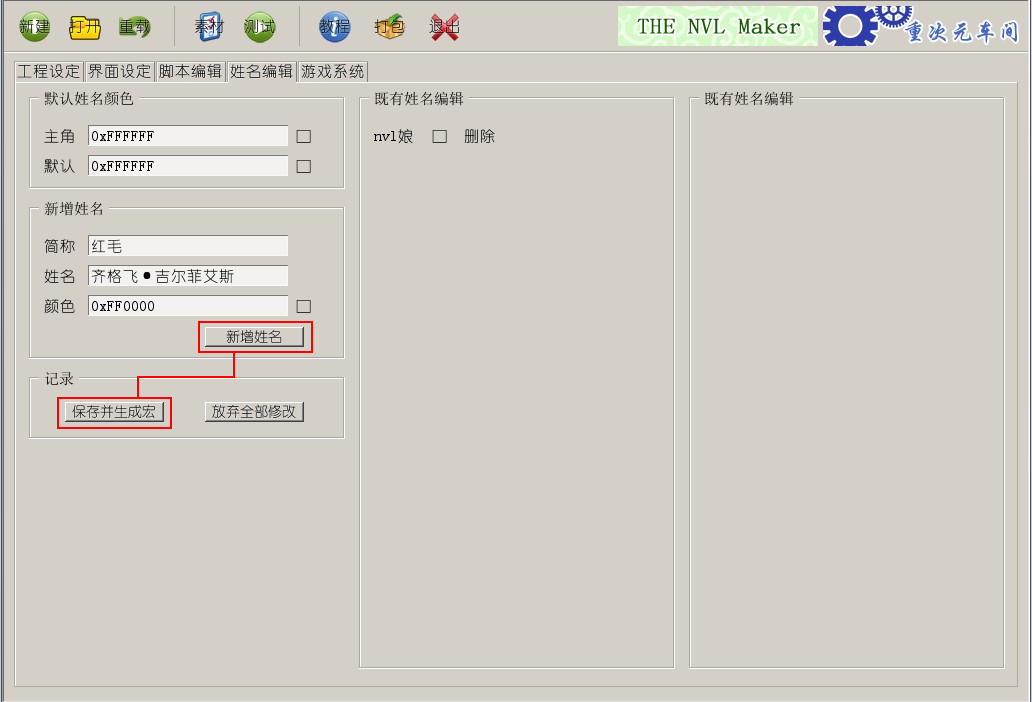 新建 打开 重载 素材 测试 教程 打包 退出 THE NVL Maker 重次元车间
工程设定 界面设定 脚本编辑 姓名编辑 游戏系统
默认姓名颜色
主角 0xFFFFFF
默认 0xFFFFFF
新增姓名
简称 红毛
姓名 齐格飞●吉尔菲艾斯
颜色 0xFF0000
新增姓名
记录
保存并生成宏 放弃全部修改
既有姓名编辑
nvl娘 删除
既有姓名编辑